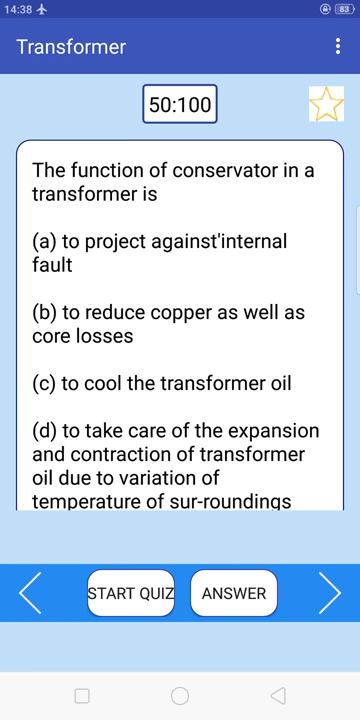 14:38
83
Transformer
50:100
The function of conservator in a
transformer is
(a) to project against'internal
fault
(b) to reduce copper as well as
core losses
(c) to cool the transformer oil
(d) to take care of the expansion
and contraction of transformer
oil due to variation of
temperature of sur-roundings
START QUIZ
ANSWER